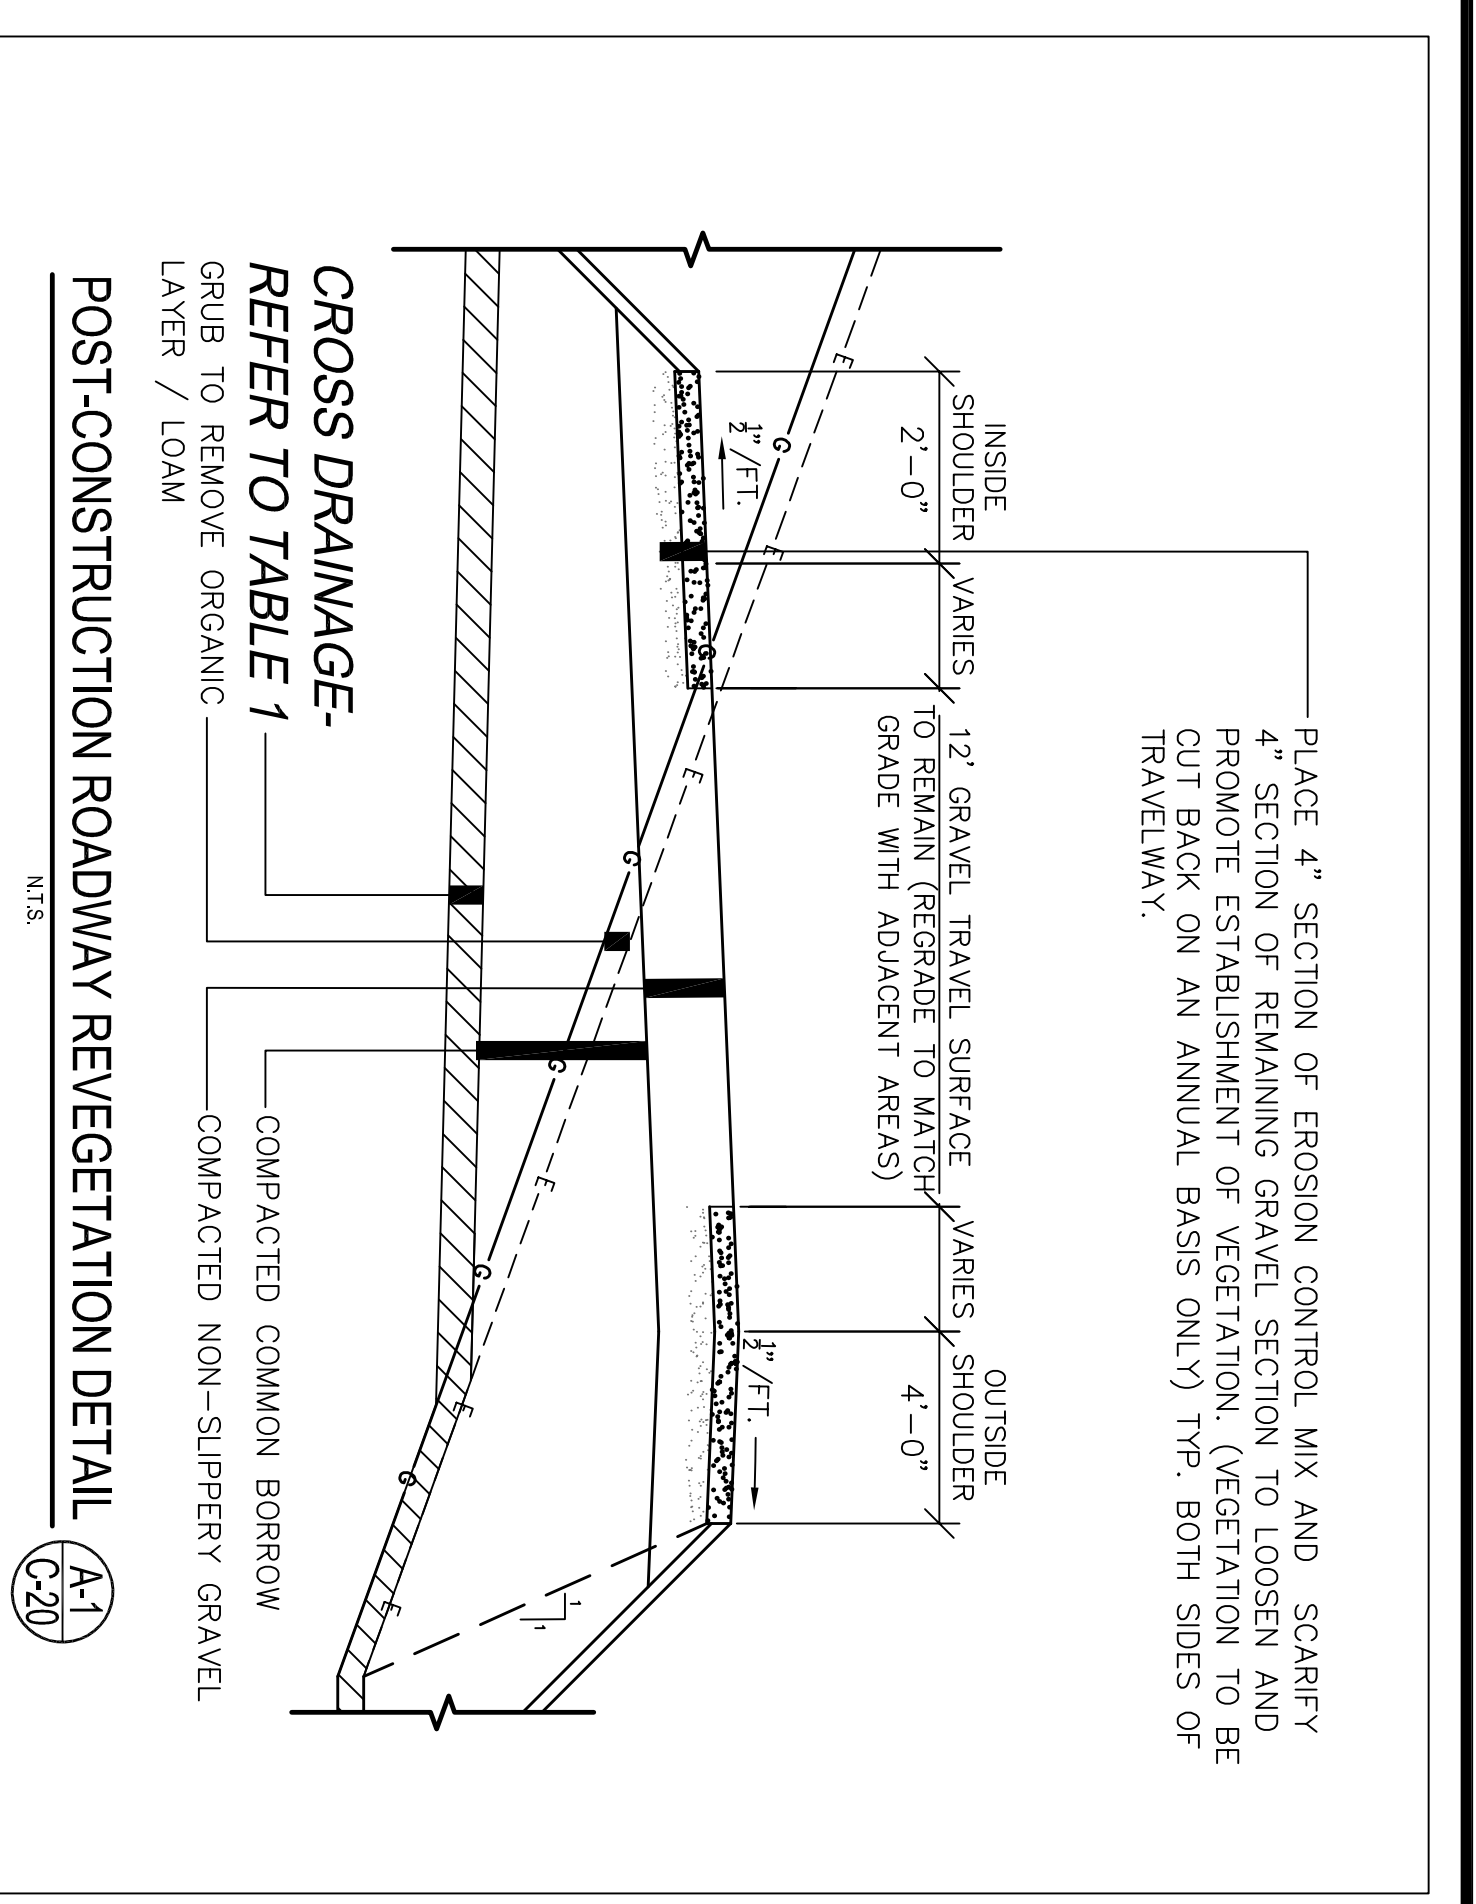 PLACE 4" SECTION OF EROSION CONTROL MIX AND SCARIFY
4" SECTION OF REMAINING GRAVEL SECTION TO LOOSEN AND
PROMOTE ESTABLISHMENT OF VEGETATION. (VEGETATION TO BE
CUT BACK ON AN ANNUAL BASIS ONLY) TYP. BOTH SIDES OF
TRAVELWAY.
INSIDE
SHOULDER
2'-0"
VARIES
12' GRAVEL TRAVEL SURFACE
TO REMAIN (REGRADE TO MATCH
GRADE WITH ADJACENT AREAS)
VARIES
OUTSIDE
SHOULDER
4'-0"
1/2"/FT.
1/2"/FT.
E
G
E
G
E
G
G
E
G
E
G
E
1
1
CROSS DRAINAGE-
REFER TO TABLE 1
GRUB TO REMOVE ORGANIC
LAYER / LOAM
COMPACTED COMMON BORROW
COMPACTED NON-SLIPPERY GRAVEL
POST-CONSTRUCTION ROADWAY REVEGETATION DETAIL
A-1
C-20
N.T.S.